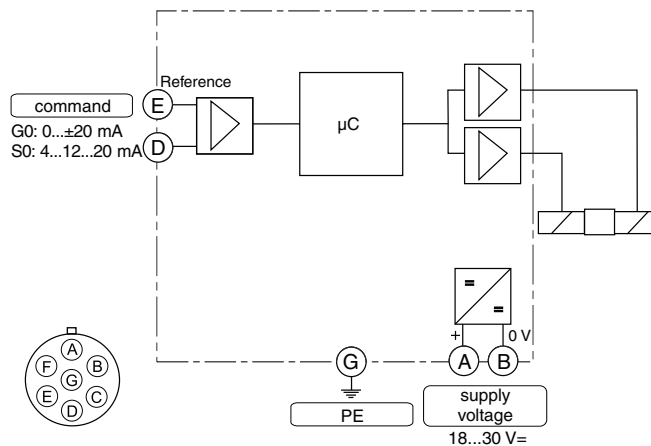 Reference
command
E
G0: 0...±20 mA
S0: 4...12...20 mA
D
µC
+
0 V
G
A
B
PE
supply
voltage
18...30 V=
A
F
B
G
E
C
D